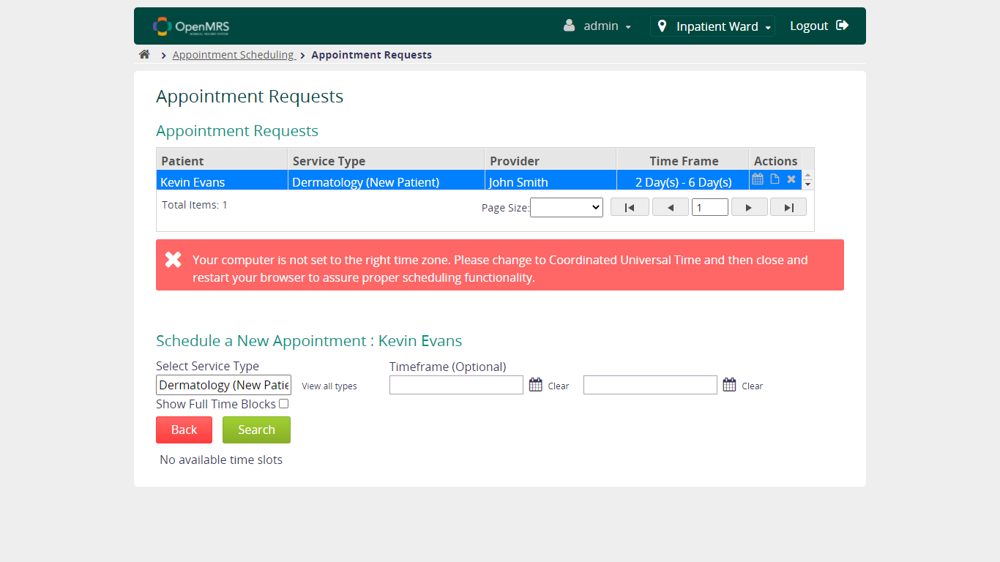 OpenMRS
admin
Inpatient Ward
Logout
Appointment Scheduling
Appointment Requests
Appointment Requests
Appointment Requests
Patient Service Type Provider Time Frame Actions
Kevin Evans Dermatology (New Patient) John Smith 2 Day(s) - 6 Day(s)
Total Items: 1 Page Size: 1
Your computer is not set to the right time zone. Please change to Coordinated Universal Time and then close and
restart your browser to assure proper scheduling functionality.
Schedule a New Appointment : Kevin Evans
Select Service Type Timeframe (Optional)
Dermatology (New Patie View all types Clear Clear
Show Full Time Blocks
Back Search
No available time slots